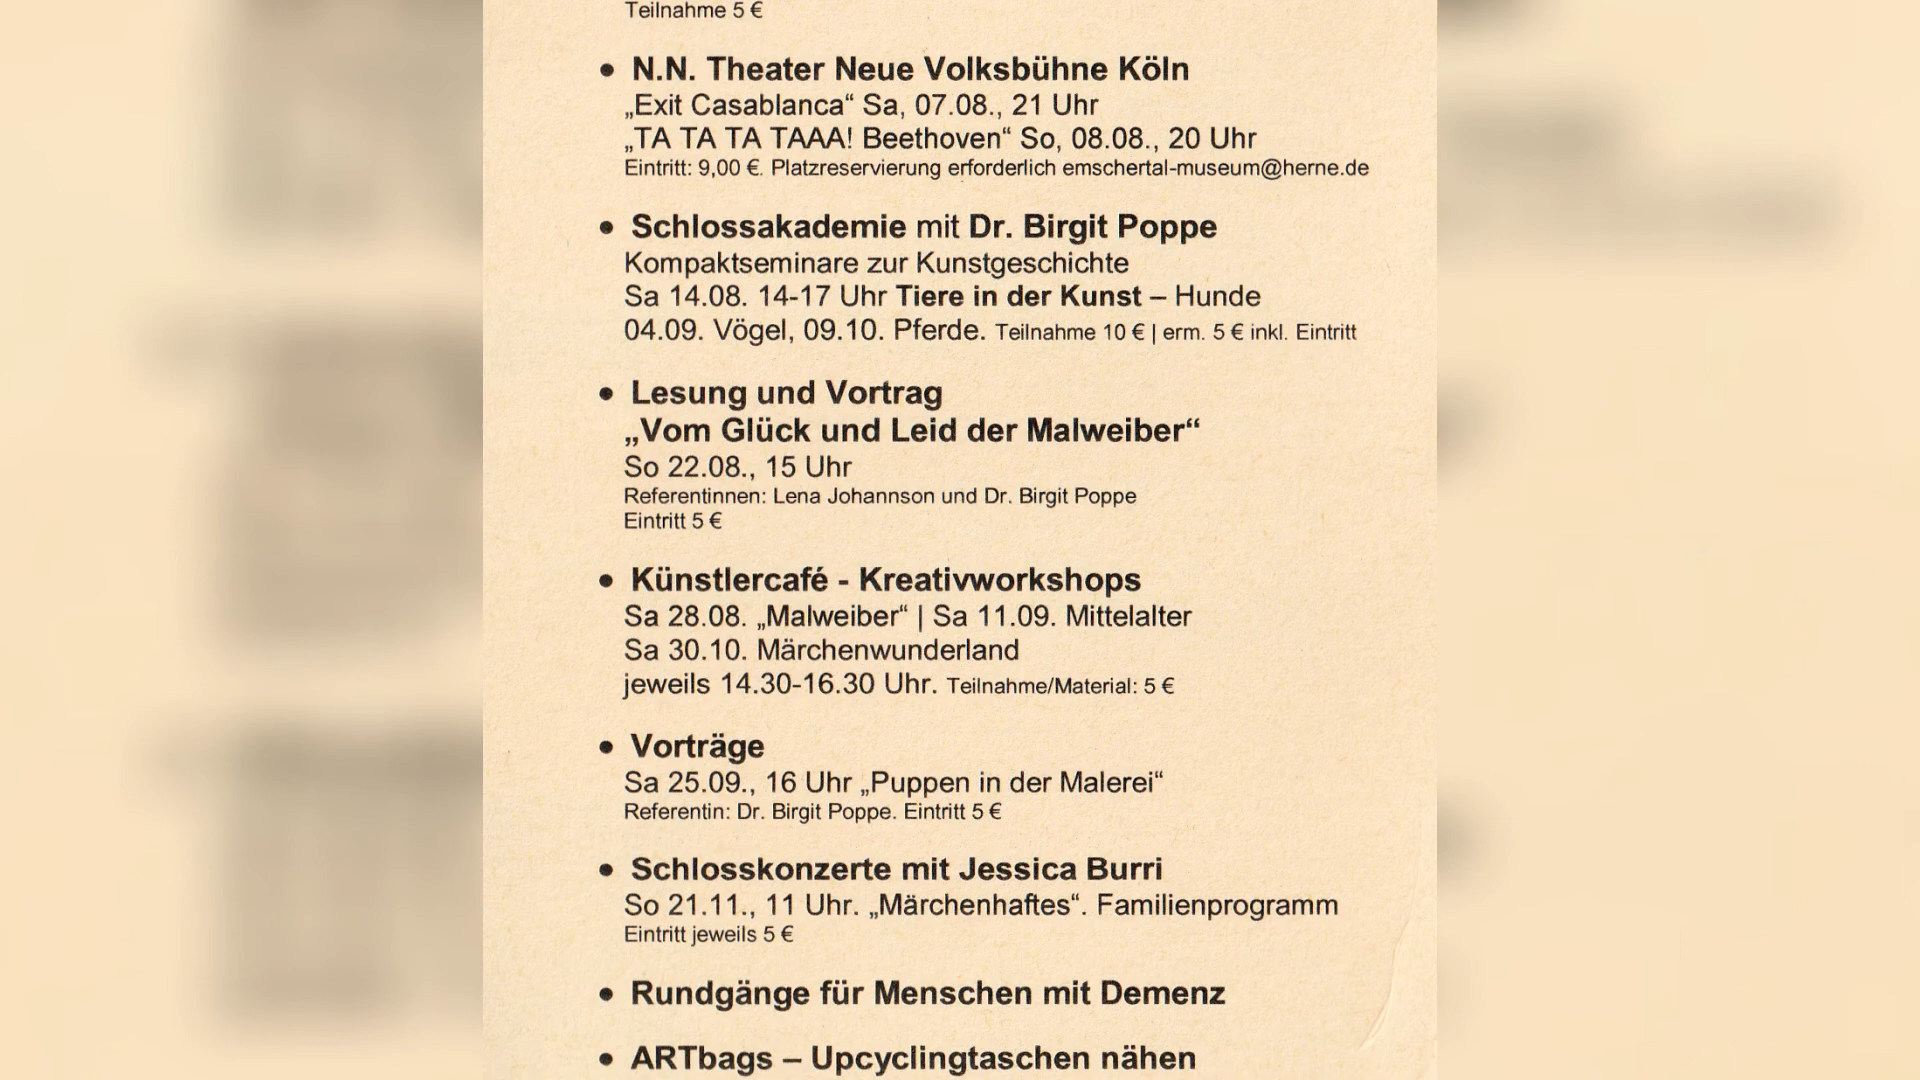 Teilnahme 5 €
• N.N. Theater Neue Volksbühne Köln
„Exit Casablanca“ Sa, 07.08., 21 Uhr
„TA TA TA TAAA! Beethoven“ So, 08.08., 20 Uhr
Eintritt: 9,00 €. Platzreservierung erforderlich emschertal-museum@herne.de
• Schlossakademie mit Dr. Birgit Poppe
Kompaktseminare zur Kunstgeschichte
Sa 14.08. 14-17 Uhr Tiere in der Kunst – Hunde
04.09. Vögel, 09.10. Pferde. Teilnahme 10 € | erm. 5 € inkl. Eintritt
• Lesung und Vortrag
„Vom Glück und Leid der Malweiber“
So 22.08., 15 Uhr
Referentinnen: Lena Johannson und Dr. Birgit Poppe
Eintritt 5 €
• Künstlercafé - Kreativworkshops
Sa 28.08. „Malweiber“ | Sa 11.09. Mittelalter
Sa 30.10. Märchenwunderland
jeweils 14.30-16.30 Uhr. Teilnahme/Material: 5 €
• Vorträge
Sa 25.09., 16 Uhr „Puppen in der Malerei“
Referentin: Dr. Birgit Poppe. Eintritt 5 €
• Schlosskonzerte mit Jessica Burri
So 21.11., 11 Uhr. „Märchenhaftes“. Familienprogramm
Eintritt jeweils 5 €
• Rundgänge für Menschen mit Demenz
• ARTbags – Upcyclingtaschen nähen